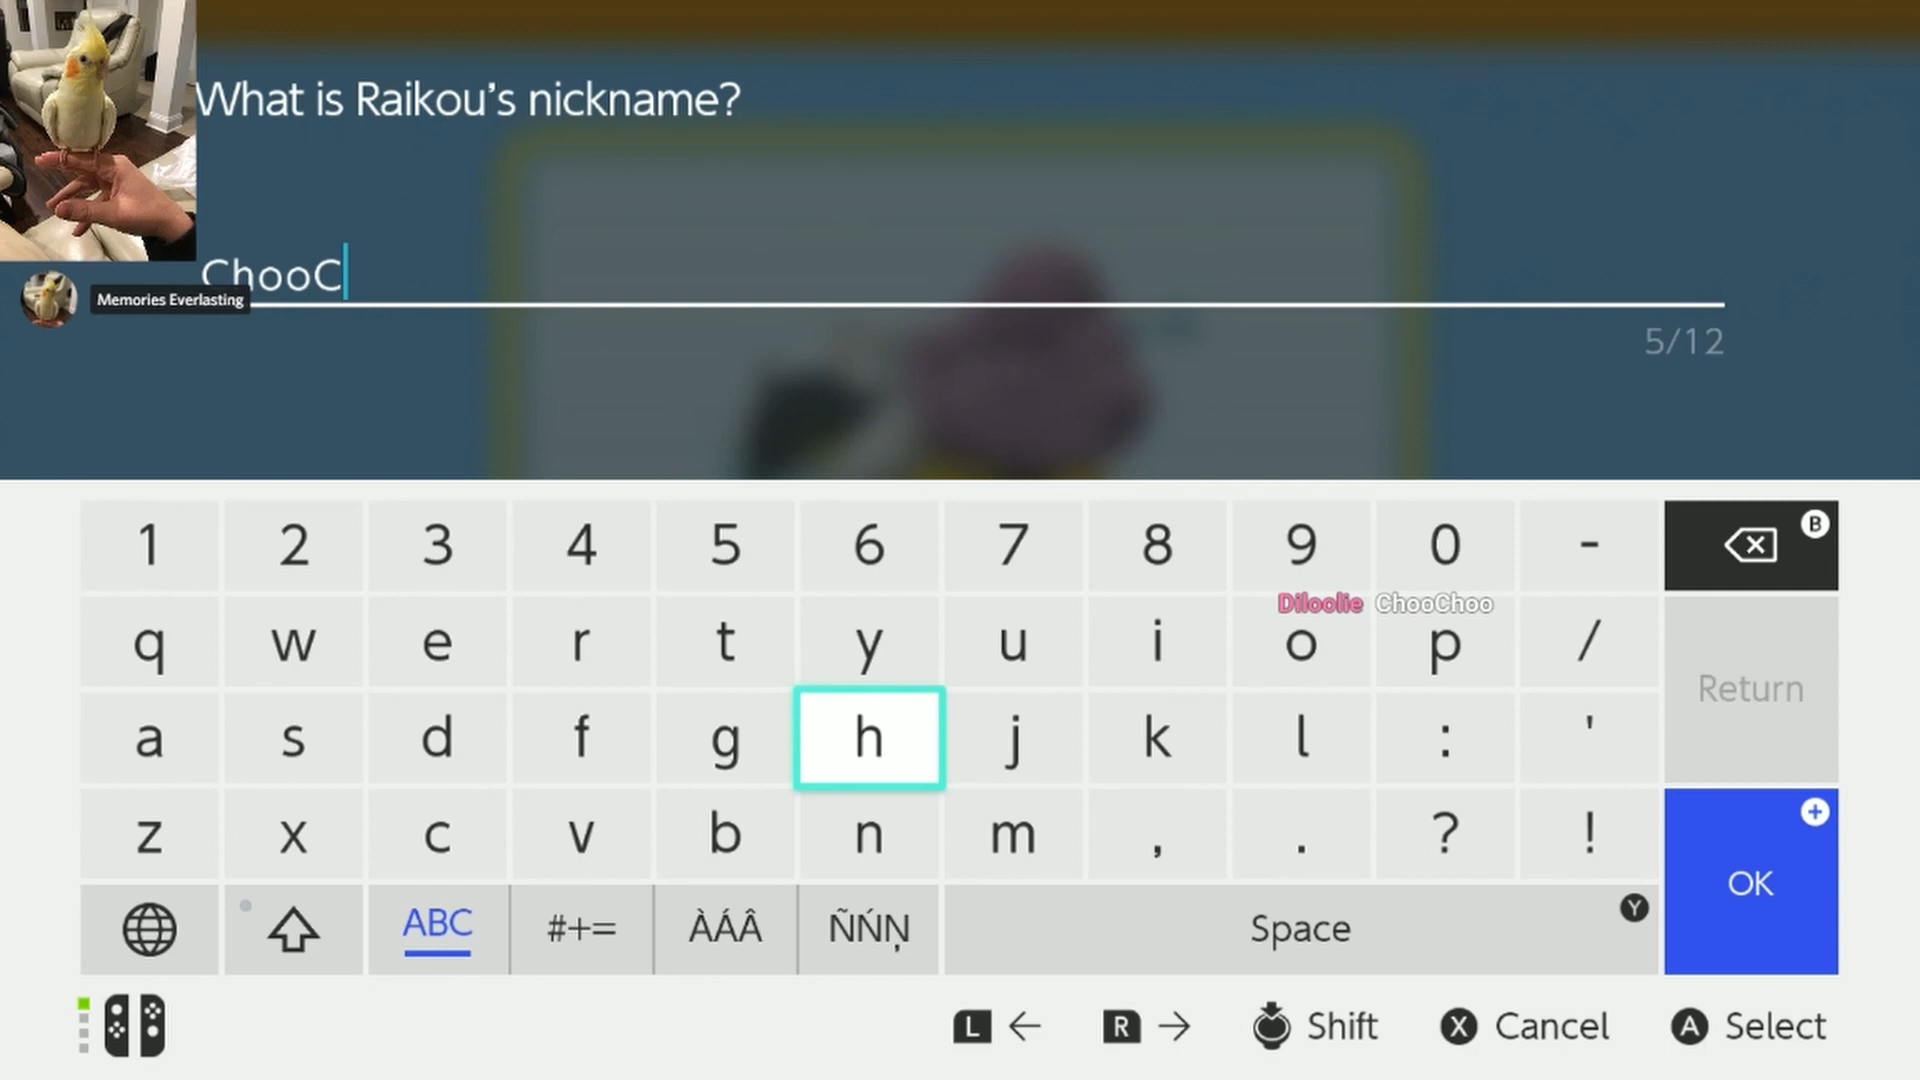 What is Raikou's nickname?
ChooC
Memories Everlasting
5/12
1 2 3 4 5 6 7 8 9 0 - B
Diloolie ChooChoo
q w e r t y u i o p /
Return
a s d f g h j k l : '
z x c v b n m , . ? !
OK
ABC #+= ÀÁÂ ÑŃŅ Space Y
L ← R → Shift X Cancel A Select